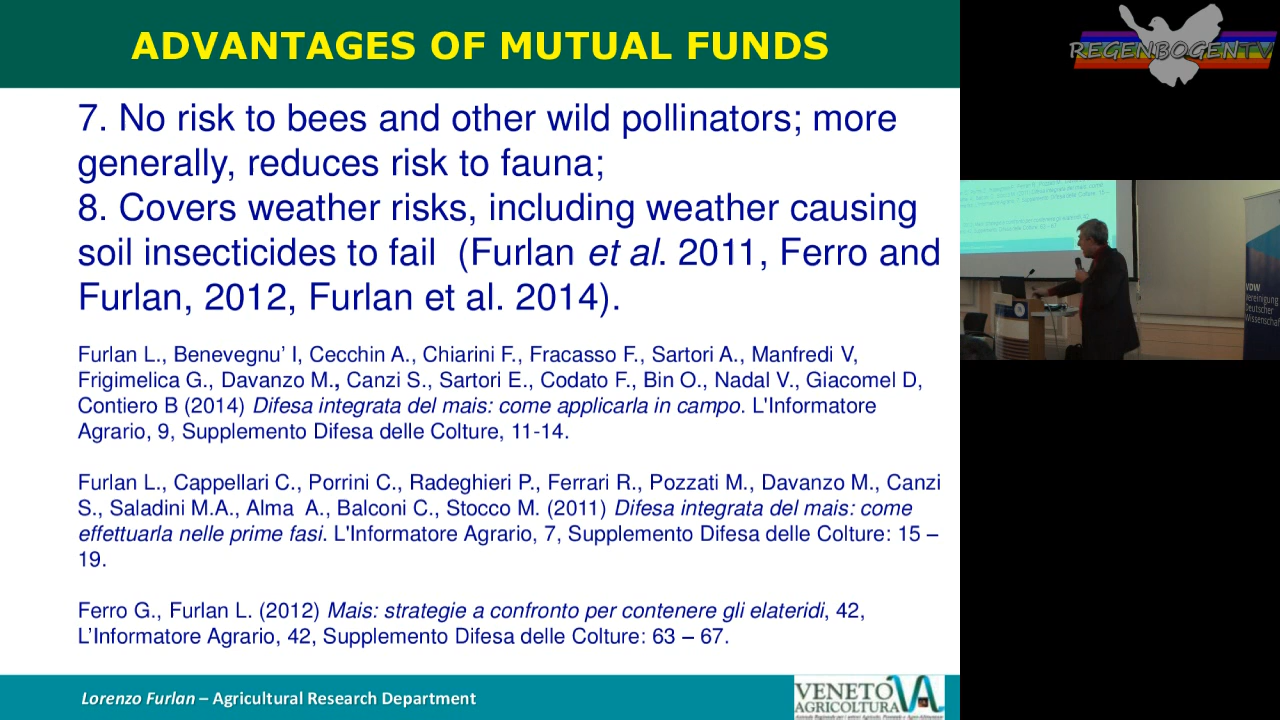 ADVANTAGES OF MUTUAL FUNDS
7. No risk to bees and other wild pollinators; more
generally, reduces risk to fauna;
8. Covers weather risks, including weather causing
soil insecticides to fail (Furlan et al. 2011, Ferro and
Furlan, 2012, Furlan et al. 2014).
Furlan L., Benevegnu' I, Cecchin A., Chiarini F., Fracasso F., Sartori A., Manfredi V,
Frigimelica G., Davanzo M., Canzi S., Sartori E., Codato F., Bin O., Nadal V., Giacomel D,
Contiero B (2014) Difesa integrata del mais: come applicarla in campo. L'Informatore
Agrario, 9, Supplemento Difesa delle Colture, 11-14.
Furlan L., Cappellari C., Porrini C., Radeghieri P., Ferrari R., Pozzati M., Davanzo M., Canzi
S., Saladini M.A., Alma A., Balconi C., Stocco M. (2011) Difesa integrata del mais: come
effettuarla nelle prime fasi. L'Informatore Agrario, 7, Supplemento Difesa delle Colture: 15 –
19.
Ferro G., Furlan L. (2012) Mais: strategie a confronto per contenere gli elateridi, 42,
L'Informatore Agrario, 42, Supplemento Difesa delle Colture: 63 – 67.
Lorenzo Furlan – Agricultural Research Department
VENETO
AGRICOLTURA
REGENBOGENTV
VDW
Vereinigung
Deutscher
Wissenschaf